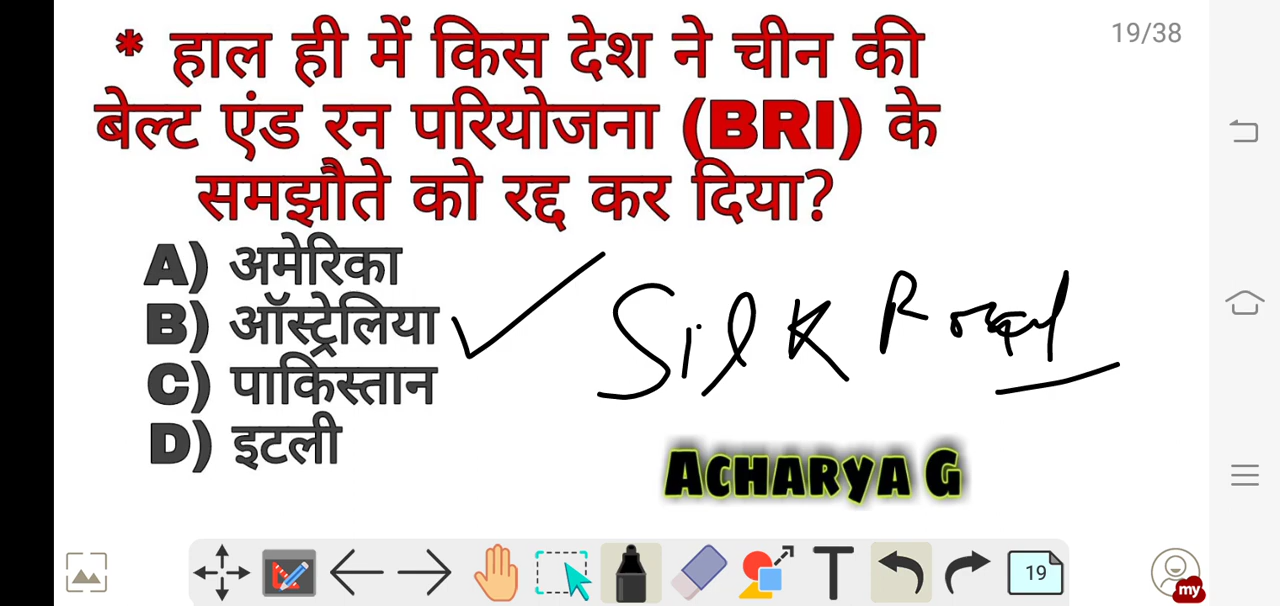 19/38
* हाल ही में किस देश ने चीन की
बेल्ट एंड रन परियोजना (BRI) के
समझौते को रद्द कर दिया?
A) अमेरिका
B) ऑस्ट्रेलिया
C) पाकिस्तान
D) इटली
Silk Road
ACHARYA G
T
19
my